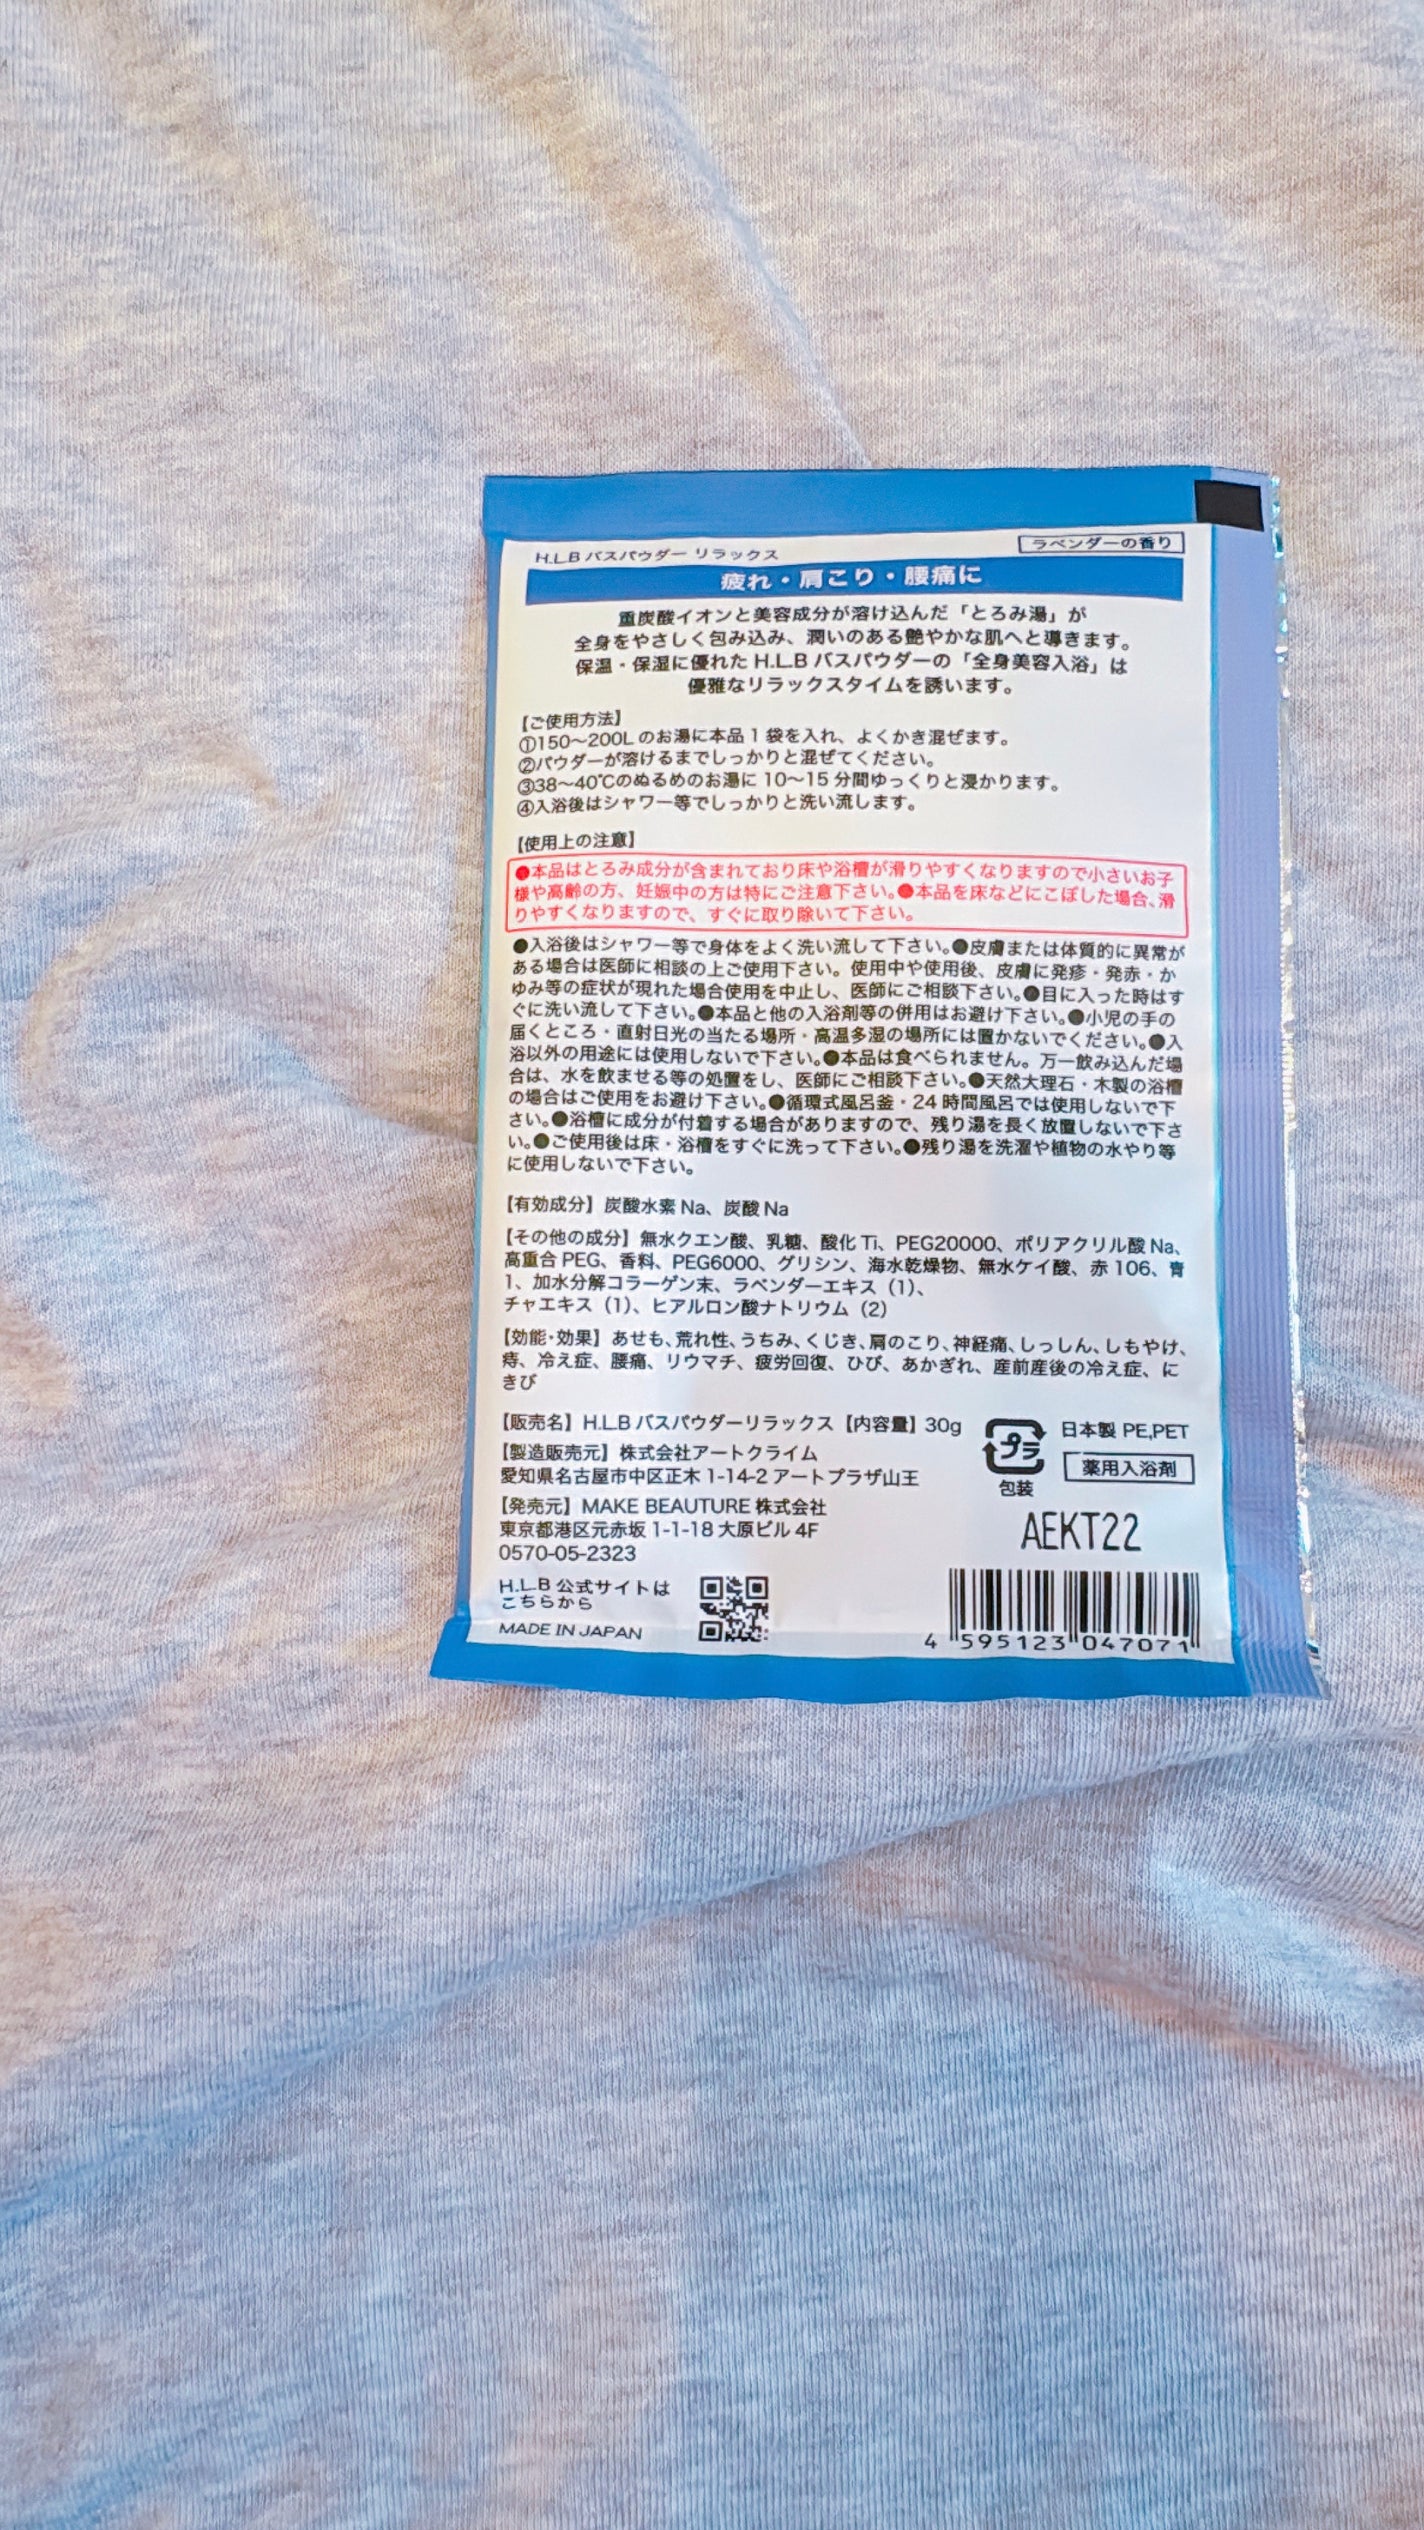 H.L.B バスパウダー リラックス
ラベンダーの香り
疲れ・肩こり・腰痛に
重炭酸イオンと美容成分が溶け込んだ「とろみ湯」が
全身をやさしく包み込み、潤いのある艶やかな肌へと導きます。
保温・保湿に優れた H.L.B バスパウダーの「全身美容入浴」は
優雅なリラックスタイムを誘います。
【ご使用方法】
①150〜200L のお湯に本品 1 袋を入れ、よくかき混ぜます。
②パウダーが溶けるまでしっかりと混ぜてください。
③38〜40℃のぬるめのお湯に 10〜15 分間ゆっくりと浸かります。
④入浴後はシャワー等でしっかりと洗い流します。
【使用上の注意】
●本品はとろみ成分が含まれており床や浴槽が滑りやすくなりますので小さいお子
様や高齢の方、妊娠中の方は特にご注意下さい。●本品を床などにこぼした場合、滑
りやすくなりますので、すぐに取り除いて下さい。
●入浴後はシャワー等で身体をよく洗い流して下さい。●皮膚または体質的に異常が
ある場合は医師に相談の上ご使用下さい。使用中や使用後、皮膚に発疹・発赤・か
ゆみ等の症状が現れた場合使用を中止し、医師にご相談下さい。●目に入った時はす
ぐに洗い流して下さい。●本品と他の入浴剤等の併用はお避け下さい。●小児の手の
届くところ・直射日光の当たる場所・高温多湿の場所には置かないでください。●入
浴以外の用途には使用しないで下さい。●本品は食べられません。万一飲み込んだ場
合は、水を飲ませる等の処置をし、医師にご相談下さい。●天然大理石・木製の浴槽
の場合はご使用をお避け下さい。●循環式風呂釜・24 時間風呂では使用しないで下
さい。●浴槽に成分が付着する場合がありますので、残り湯を長く放置しないで下さ
い。●ご使用後は床・浴槽をすぐに洗って下さい。●残り湯を洗濯や植物の水やり等
に使用しないで下さい。
【有効成分】炭酸水素 Na、炭酸 Na
【その他の成分】無水クエン酸、乳糖、酸化 Ti、PEG20000、ポリアクリル酸 Na、
高重合 PEG、香料、PEG6000、グリシン、海水乾燥物、無水ケイ酸、赤 106、青
1、加水分解コラーゲン末、ラベンダーエキス（1）、
チャエキス（1）、ヒアルロン酸ナトリウム（2）
【効能・効果】あせも、荒れ性、うちみ、くじき、肩のこり、神経痛、しっしん、しもやけ、
痔、冷え症、腰痛、リウマチ、疲労回復、ひび、あかぎれ、産前産後の冷え症、に
きび
【販売名】H.L.B バスパウダーリラックス【内容量】30g
【製造販売元】株式会社アートクライム
愛知県名古屋市中区正木 1-14-2 アートプラザ山王
【発売元】MAKE BEAUTURE 株式会社
東京都港区元赤坂 1-1-18 大原ビル 4F
0570-05-2323
プラ
包装
日本製 PE,PET
薬用入浴剤
AEKT22
H.L.B 公式サイトは
こちらから
MADE IN JAPAN
4 595123 047071